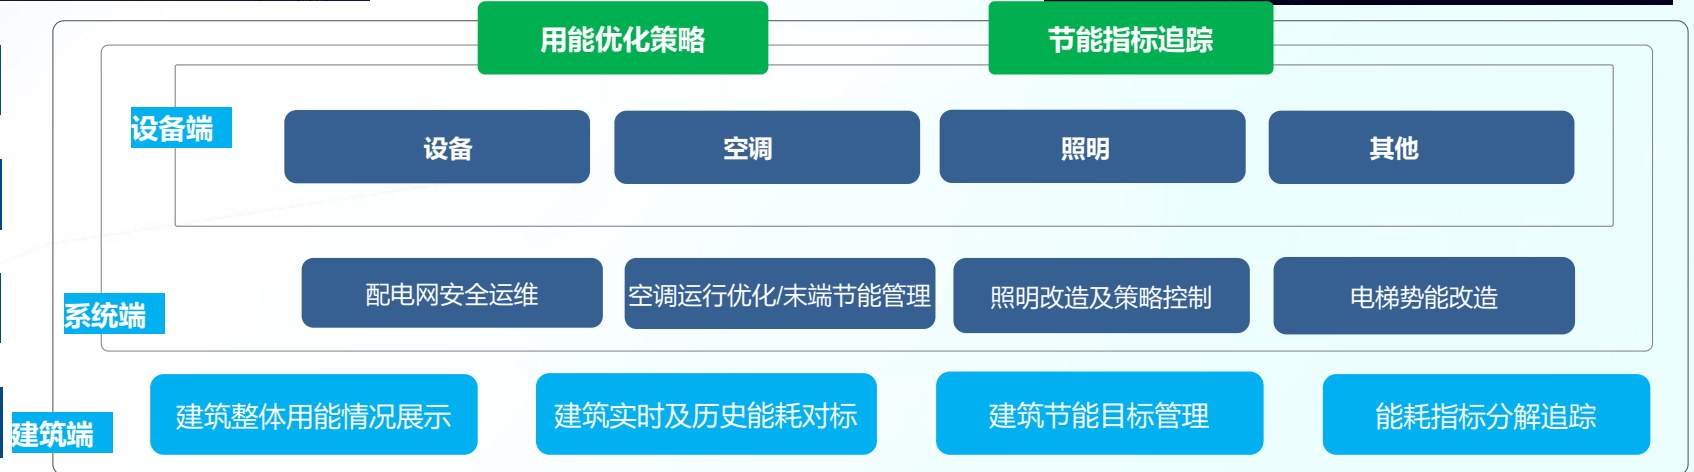 用能优化策略
节能指标追踪
设备端
设备
空调
照明
其他
系统端
配电网安全运维
空调运行优化/末端节能管理
照明改造及策略控制
电梯势能改造
建筑端
建筑整体用能情况展示
建筑实时及历史能耗对标
建筑节能目标管理
能耗指标分解追踪